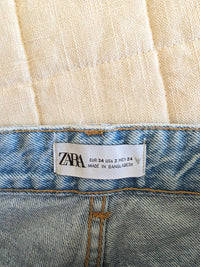 ZARA
EUR 34 USA 2 MEX 24
MADE IN BANGLADESH